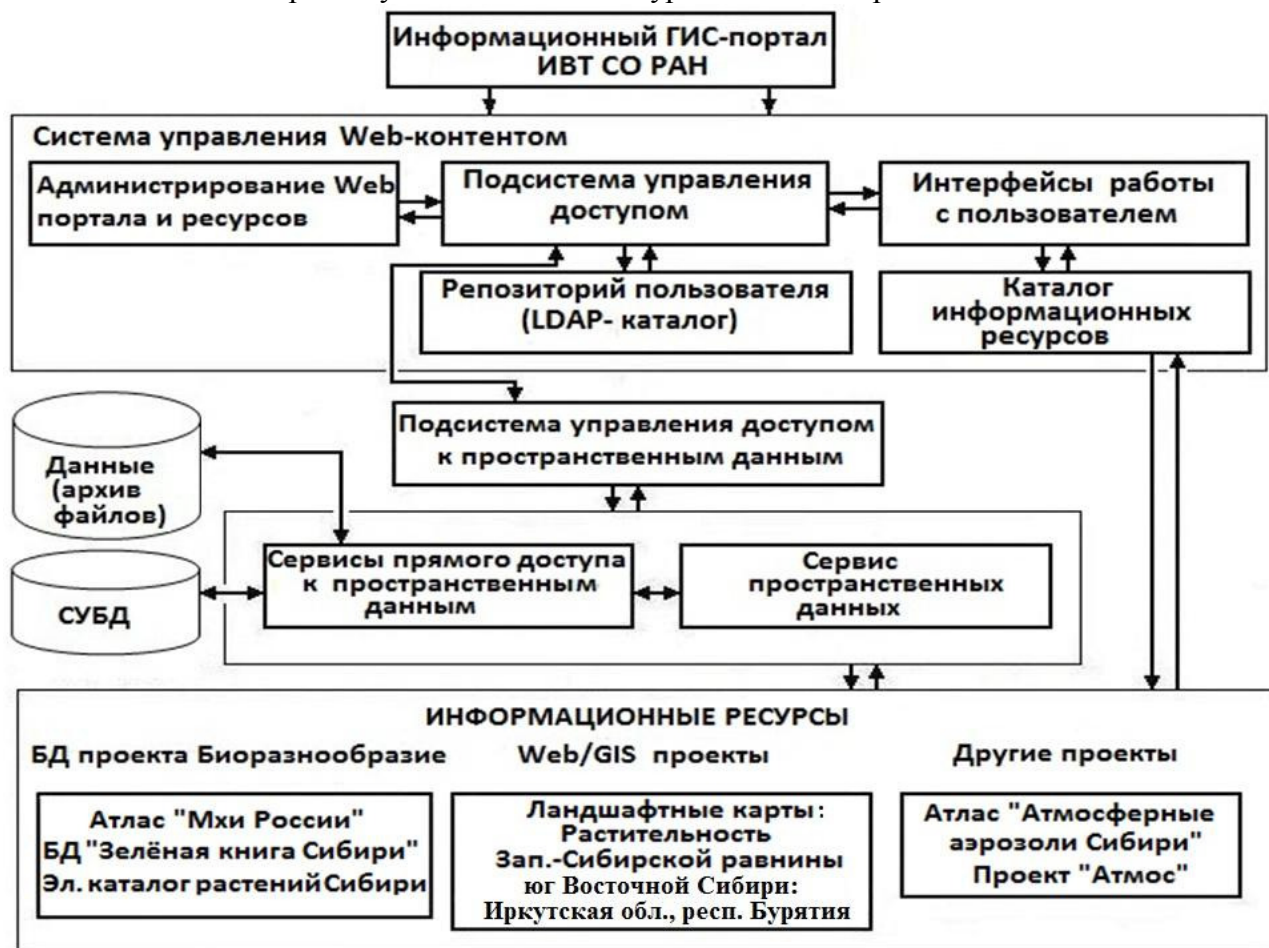 Информационный ГИС-портал
ИВТ СО РАН
Система управления Web-контентом
Администрирование Web
портала и ресурсов
Подсистема управления
доступом
Интерфейсы работы
с пользователем
Репозиторий пользователя
(LDAP- каталог)
Каталог
информационных
ресурсов
Подсистема управления доступом
к пространственным данным
Данные
(архив
файлов)
СУБД
Сервисы прямого доступа
к пространственным
данным
Сервис
пространственных
данных
ИНФОРМАЦИОННЫЕ РЕСУРСЫ
БД проекта Биоразнообразие
Атлас "Мхи России"
БД "Зелёная книга Сибири"
Эл. каталог растений Сибири
Web/GIS проекты
Ландшафтные карты:
Растительность
Зап.-Сибирской равнины
юг Восточной Сибири:
Иркутская обл., респ. Бурятия
Другие проекты
Атлас "Атмосферные
аэрозоли Сибири"
Проект "Атмос"